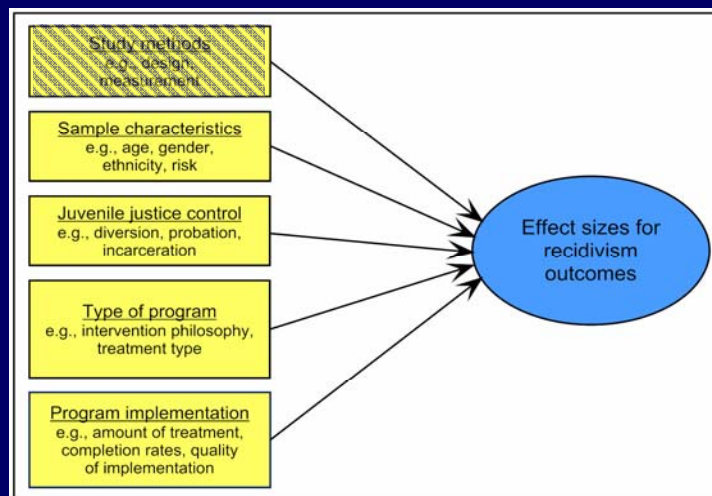 Study methods
e.g., design,
measurement
Sample characteristics
e.g., age, gender,
ethnicity, risk
Juvenile justice control
e.g., diversion, probation,
incarceration
Type of program
e.g., intervention philosophy,
treatment type
Program implementation
e.g., amount of treatment,
completion rates, quality
of implementation
Effect sizes for
recidivism
outcomes